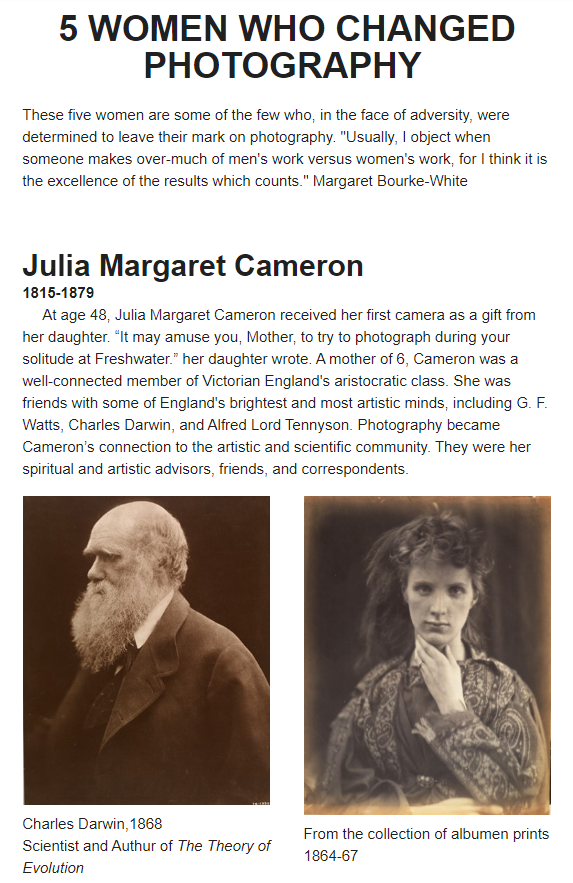 5 WOMEN WHO CHANGED
PHOTOGRAPHY
These five women are some of the few who, in the face of adversity, were
determined to leave their mark on photography. "Usually, I object when
someone makes over-much of men's work versus women's work, for I think it is
the excellence of the results which counts." Margaret Bourke-White
Julia Margaret Cameron
1815-1879
At age 48, Julia Margaret Cameron received her first camera as a gift from
her daughter. “It may amuse you, Mother, to try to photograph during your
solitude at Freshwater.” her daughter wrote. A mother of 6, Cameron was a
well-connected member of Victorian England's aristocratic class. She was
friends with some of England's brightest and most artistic minds, including G. F.
Watts, Charles Darwin, and Alfred Lord Tennyson. Photography became
Cameron’s connection to the artistic and scientific community. They were her
spiritual and artistic advisors, friends, and correspondents.
Charles Darwin,1868
Scientist and Authur of The Theory of
Evolution
From the collection of albumen prints
1864-67